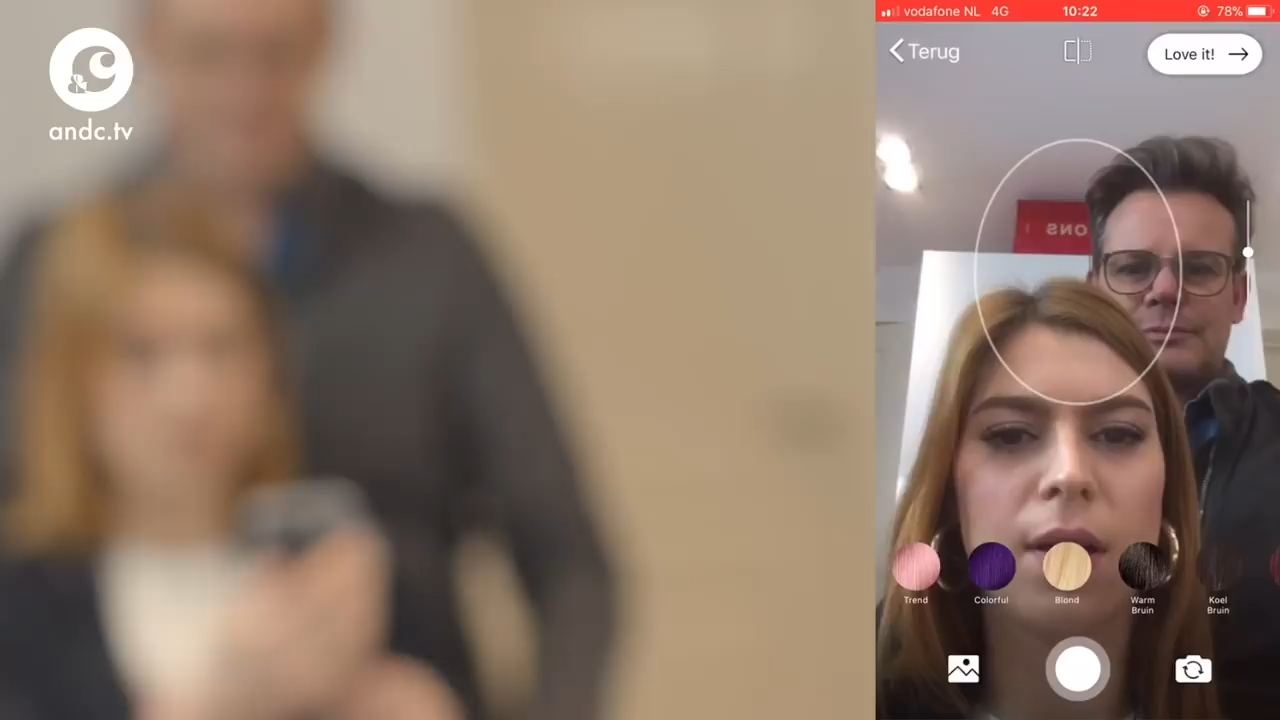 &C
andc.tv
vodafone NL 4G 10:22 78%
Terug
Love it!
ONS
Trend
Colorful
Blond
Warm
Bruin
Koel
Bruin